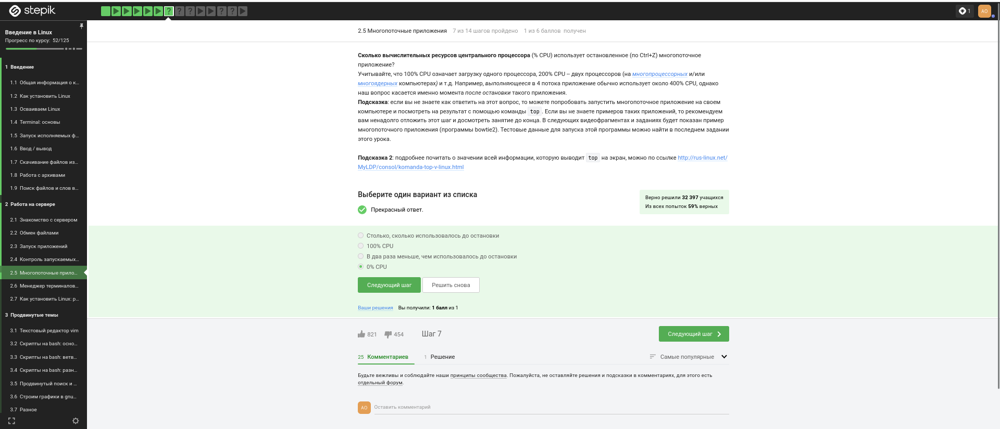 stepik
1
AO
Введение в Linux
Прогресс по курсу: 52/125
1 Введение
1.1 Общая информация о к...
1.2 Как установить Linux
1.3 Осваиваем Linux
1.4 Terminal: основы
1.5 Запуск исполняемых ф...
1.6 Ввод / вывод
1.7 Скачивание файлов из...
1.8 Работа с архивами
1.9 Поиск файлов и слов в...
2 Работа на сервере
2.1 Знакомство с сервером
2.2 Обмен файлами
2.3 Запуск приложений
2.4 Контроль запускаемых...
2.5 Многопоточные прило...
2.6 Менеджер терминалов...
2.7 Как установить Linux: р...
3 Продвинутые темы
3.1 Текстовый редактор vim
3.2 Скрипты на bash: осно...
3.3 Скрипты на bash: ветв...
3.4 Скрипты на bash: разн...
3.5 Продвинутый поиск и ...
3.6 Строим графики в gnu...
3.7 Разное
2.5 Многопоточные приложения 7 из 14 шагов пройдено 1 из 6 баллов получен
Сколько вычислительных ресурсов центрального процессора (% CPU) использует остановленное (по Ctrl+Z) многопоточное
приложение?
Учитывайте, что 100% CPU означает загрузку одного процессора, 200% CPU – двух процессоров (на многопроцессорных и/или
многоядерных компьютерах) и т.д. Например, выполняющееся в 4 потока приложение обычно использует около 400% CPU, однако
наш вопрос касается именно момента после остановки такого приложения.
Подсказка: если вы не знаете как ответить на этот вопрос, то можете попробовать запустить многопоточное приложение на своем
компьютере и посмотреть на результат с помощью команды top. Если вы не знаете примеров таких приложений, то рекомендуем
вам ненадолго отложить этот шаг и досмотреть занятие до конца. В следующих видеофрагментах и заданиях будет показан пример
многопоточного приложения (программы bowtie2). Тестовые данные для запуска этой программы можно найти в последнем задании
этого урока.
Подсказка 2: подробнее почитать о значении всей информации, которую выводит top на экран, можно по ссылке http://rus-linux.net/
MyLDP/consol/komanda-top-v-linux.html
Выберите один вариант из списка
Прекрасный ответ.
Верно решили 32 397 учащихся
Из всех попыток 59% верных
Столько, сколько использовалось до остановки
100% CPU
В два раза меньше, чем использовалось до остановки
0% CPU
Следующий шаг Решить снова
Ваши решения Вы получили: 1 балл из 1
821 454 Шаг 7 Следующий шаг
25 Комментариев 1 Решение Самые популярные
Будьте вежливы и соблюдайте наши принципы сообщества. Пожалуйста, не оставляйте решения и подсказки в комментариях, для этого есть
отдельный форум.
AO Оставить комментарий